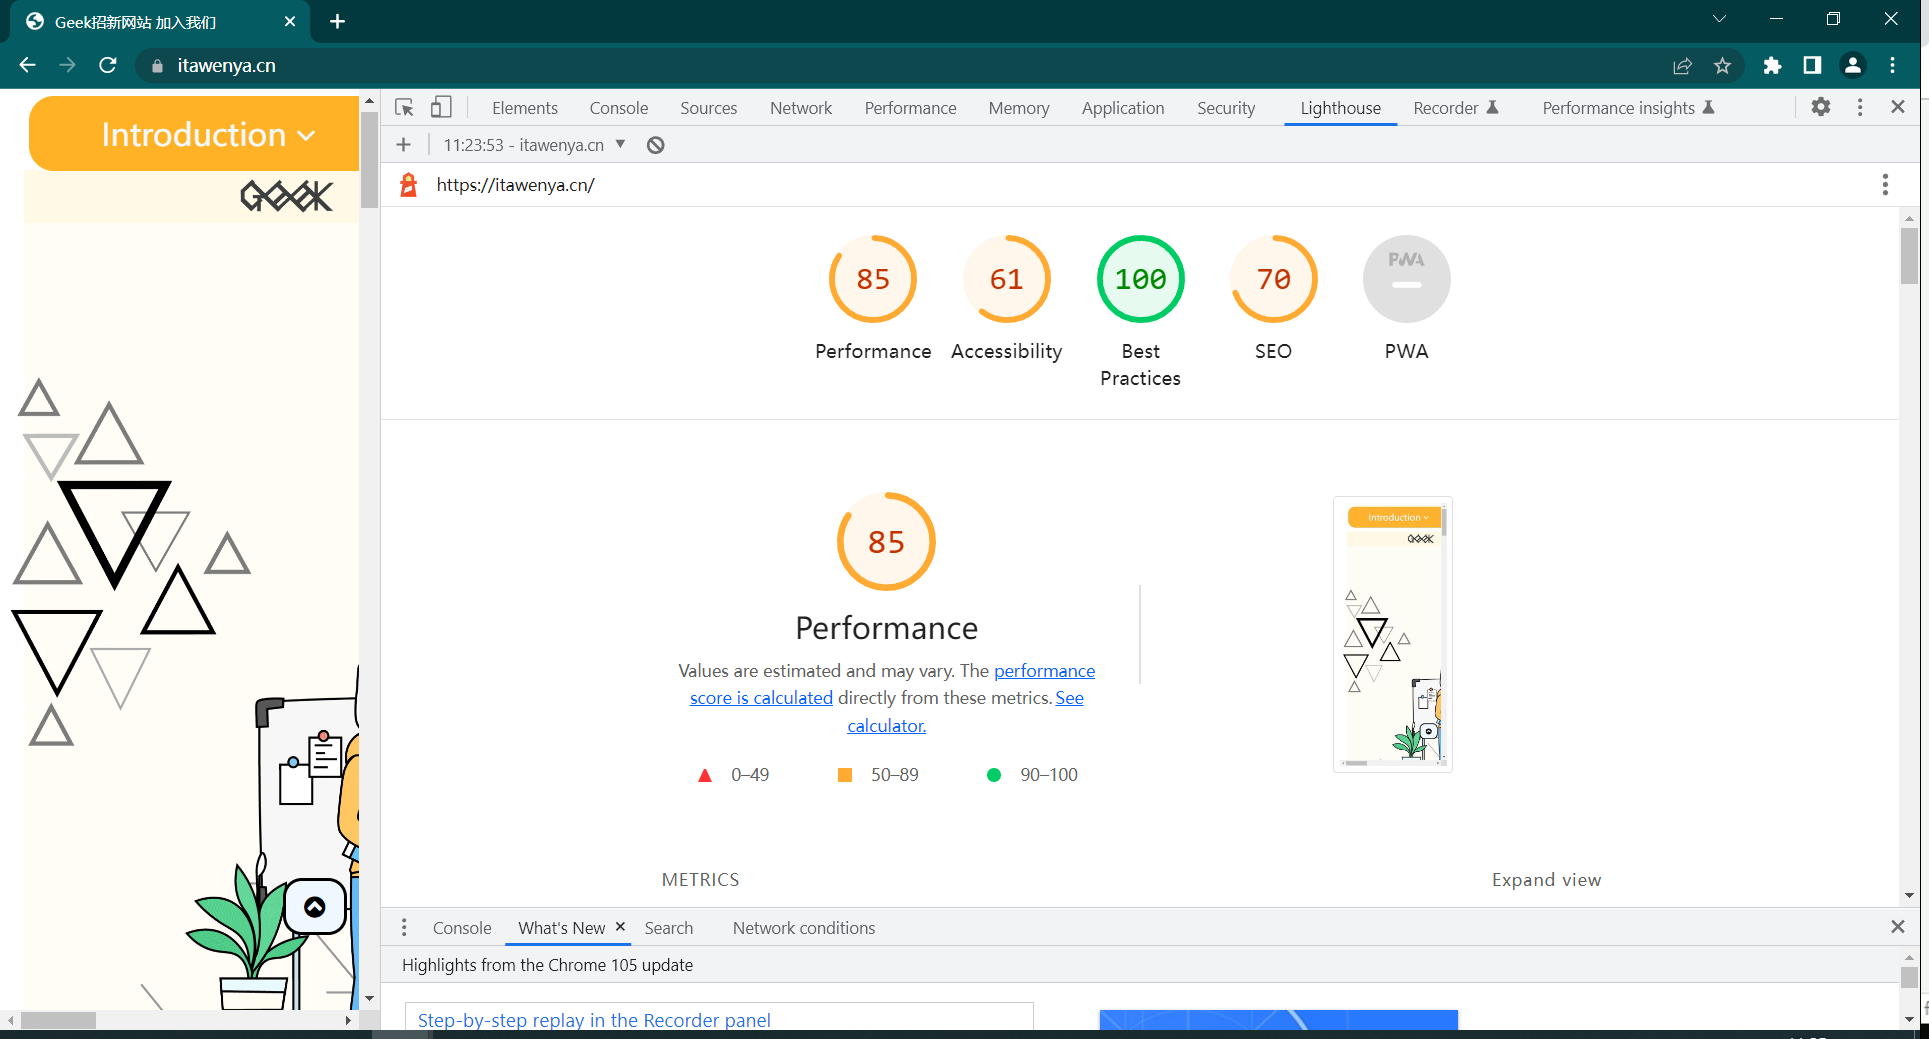 Geek招新网站 加入我们
itawenya.cn
Introduction
GEEK
Elements Console Sources Network Performance Memory Application Security Lighthouse Recorder Performance insights
11:23:53 - itawenya.cn
https://itawenya.cn/
85 61 100 70 PWA
Performance Accessibility Best Practices SEO PWA
Introduction
GEEK
85
Performance
Values are estimated and may vary. The performance
score is calculated directly from these metrics. See
calculator.
0–49 50–89 90–100
METRICS Expand view
Console What's New Search Network conditions
Highlights from the Chrome 105 update
Step-by-step replay in the Recorder panel